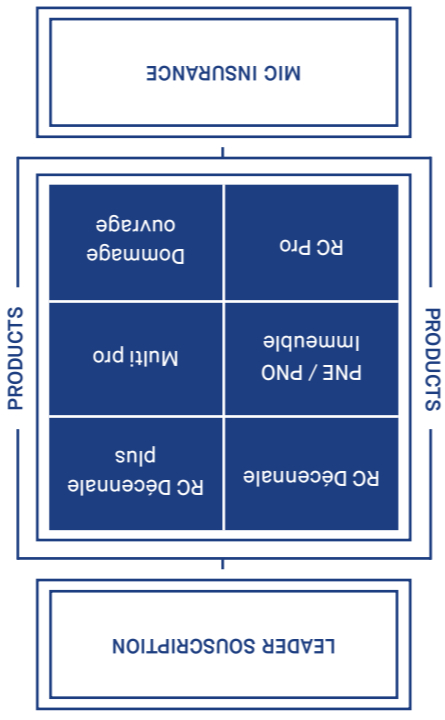 LEADER SOUSCRIPTION
PRODUCTS
RC Décennale
RC Décennale
plus
PNE / PNO
Immeuble
Multi pro
RC Pro
Dommage
ouvrage
PRODUCTS
MIC INSURANCE